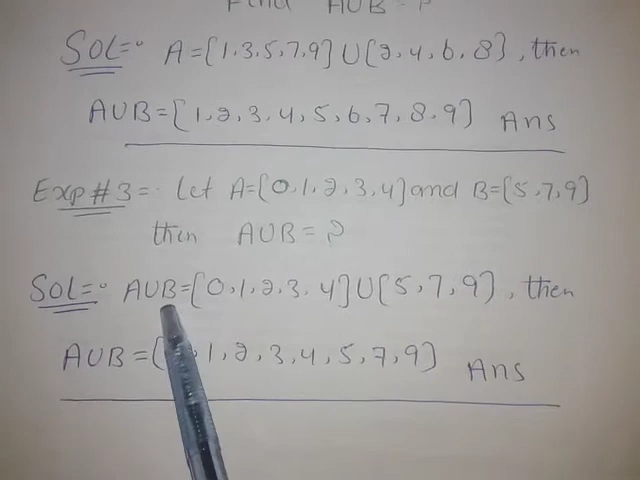 Find AUB = ?
SOL=° A=[1,3,5,7,9] U [2,4,6,8], then
AUB=[1,2,3,4,5,6,7,8,9] Ans
Exp#3=· Let A=[0,1,2,3,4] and B=[5,7,9]
then AUB=?
SOL=° AUB=[0,1,2,3,4] U [5,7,9], then
AUB=[ ,1,2,3,4,5,7,9] Ans